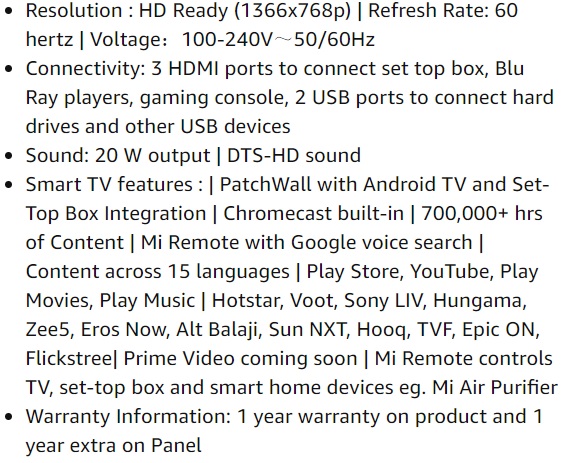 • Resolution : HD Ready (1366x768p) | Refresh Rate: 60
hertz | Voltage：100-240V～50/60Hz
• Connectivity: 3 HDMI ports to connect set top box, Blu
Ray players, gaming console, 2 USB ports to connect hard
drives and other USB devices
• Sound: 20 W output | DTS-HD sound
• Smart TV features : | PatchWall with Android TV and Set-
Top Box Integration | Chromecast built-in | 700,000+ hrs
of Content | Mi Remote with Google voice search |
Content across 15 languages | Play Store, YouTube, Play
Movies, Play Music | Hotstar, Voot, Sony LIV, Hungama,
Zee5, Eros Now, Alt Balaji, Sun NXT, Hooq, TVF, Epic ON,
Flickstree| Prime Video coming soon | Mi Remote controls
TV, set-top box and smart home devices eg. Mi Air Purifier
• Warranty Information: 1 year warranty on product and 1
year extra on Panel